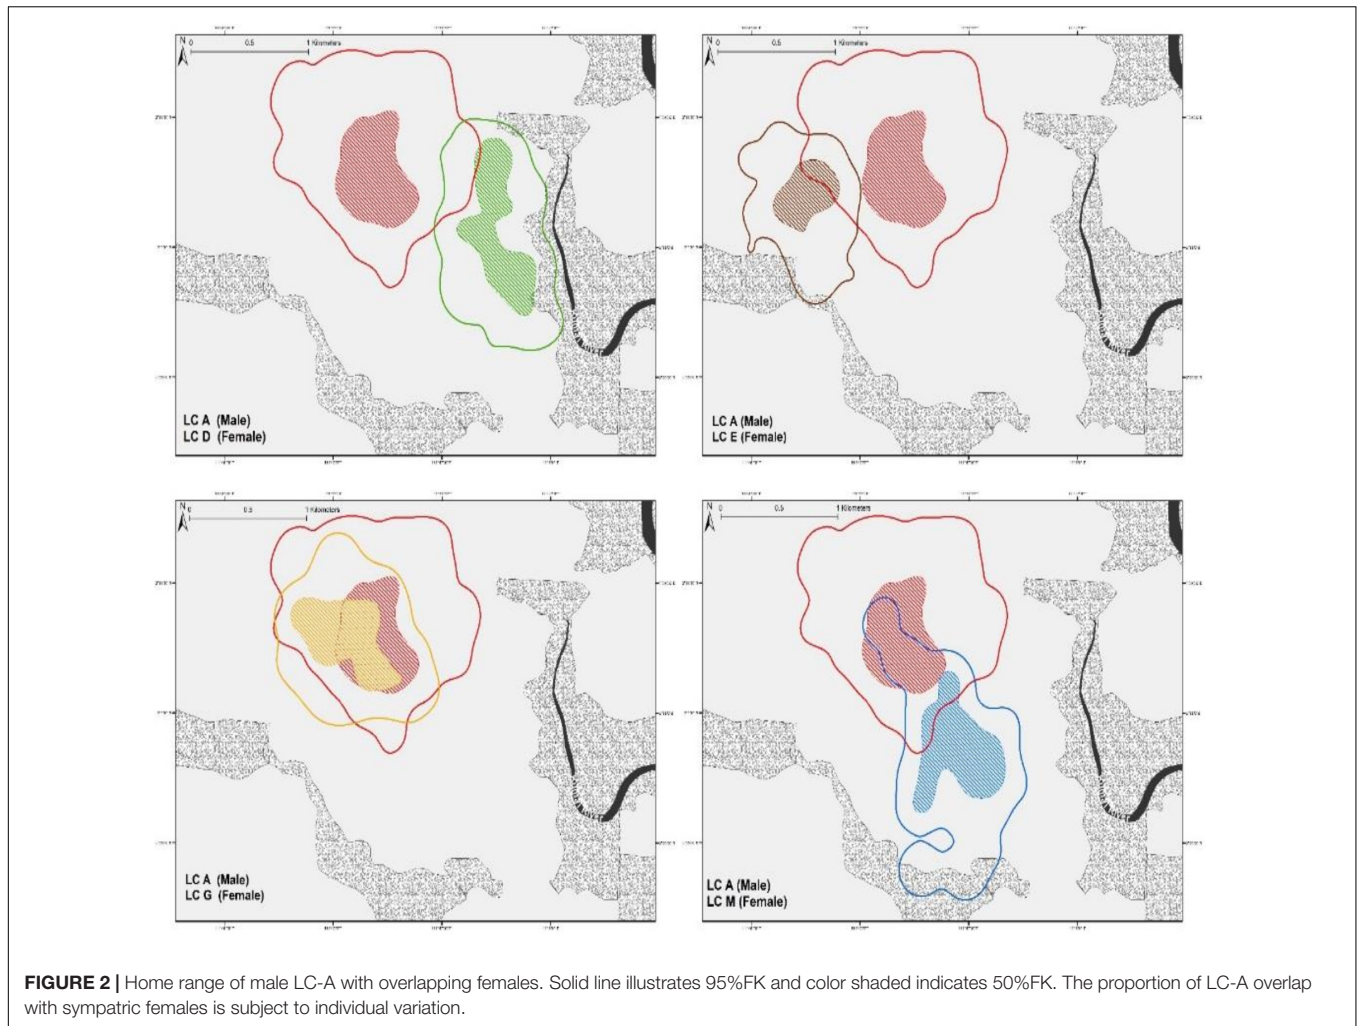 N
0 0.5 1 Kilometers
LC A (Male)
LC D (Female)
N
0 0.5 1 Kilometers
LC A (Male)
LC E (Female)
N
0 0.5 1 Kilometers
LC A (Male)
LC G (Female)
N
0 0.5 1 Kilometers
LC A (Male)
LC M (Female)
FIGURE 2 | Home range of male LC-A with overlapping females. Solid line illustrates 95%FK and color shaded indicates 50%FK. The proportion of LC-A overlap
with sympatric females is subject to individual variation.